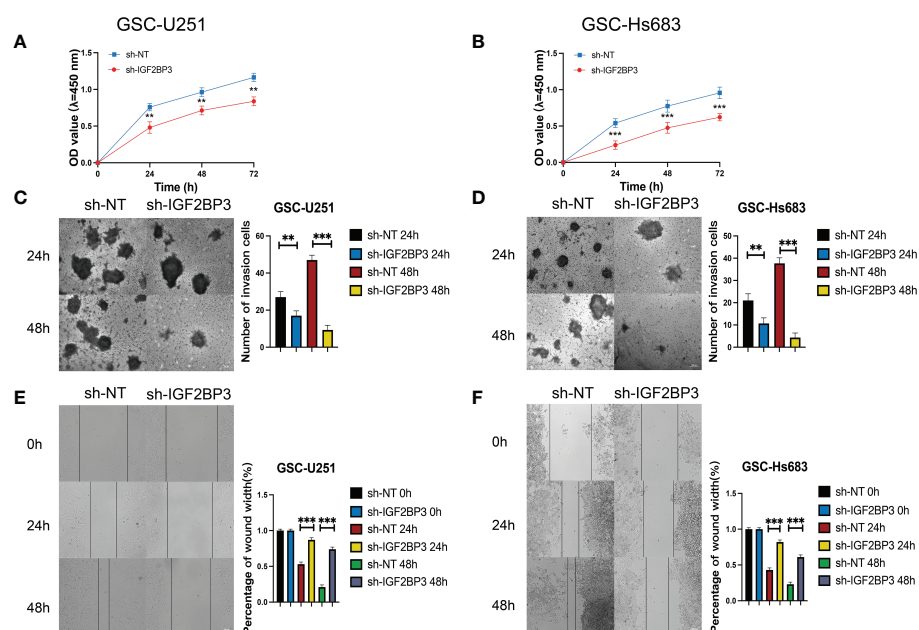 GSC-U251
GSC-Hs683
A
OD value (λ=450 nm)
1.5
1.0
0.5
0.0
sh-NT
sh-IGF2BP3
**
**
**
0
24
48
72
Time (h)
B
OD value (λ=450 nm)
1.5
1.0
0.5
0.0
sh-NT
sh-IGF2BP3
***
***
***
0
24
48
72
Time (h)
C
sh-NT sh-IGF2BP3
24h
48h
GSC-U251
Number of invasion cells
60
40
20
0
**
***
sh-NT 24h
sh-IGF2BP3 24h
sh-NT 48h
sh-IGF2BP3 48h
D
sh-NT sh-IGF2BP3
24h
48h
GSC-Hs683
Number of invasion cells
50
40
30
20
10
0
**
***
sh-NT 24h
sh-IGF2BP3 24h
sh-NT 48h
sh-IGF2BP3 48h
E
sh-NT sh-IGF2BP3
0h
24h
48h
GSC-U251
Percentage of wound width(%)
1.5
1.0
0.5
0.0
***
***
sh-NT 0h
sh-IGF2BP3 0h
sh-NT 24h
sh-IGF2BP3 24h
sh-NT 48h
sh-IGF2BP3 48h
F
sh-NT sh-IGF2BP3
0h
24h
48h
GSC-Hs683
Percentage of wound width(%)
1.5
1.0
0.5
0.0
***
***
sh-NT 0h
sh-IGF2BP3 0h
sh-NT 24h
sh-IGF2BP3 24h
sh-NT 48h
sh-IGF2BP3 48h